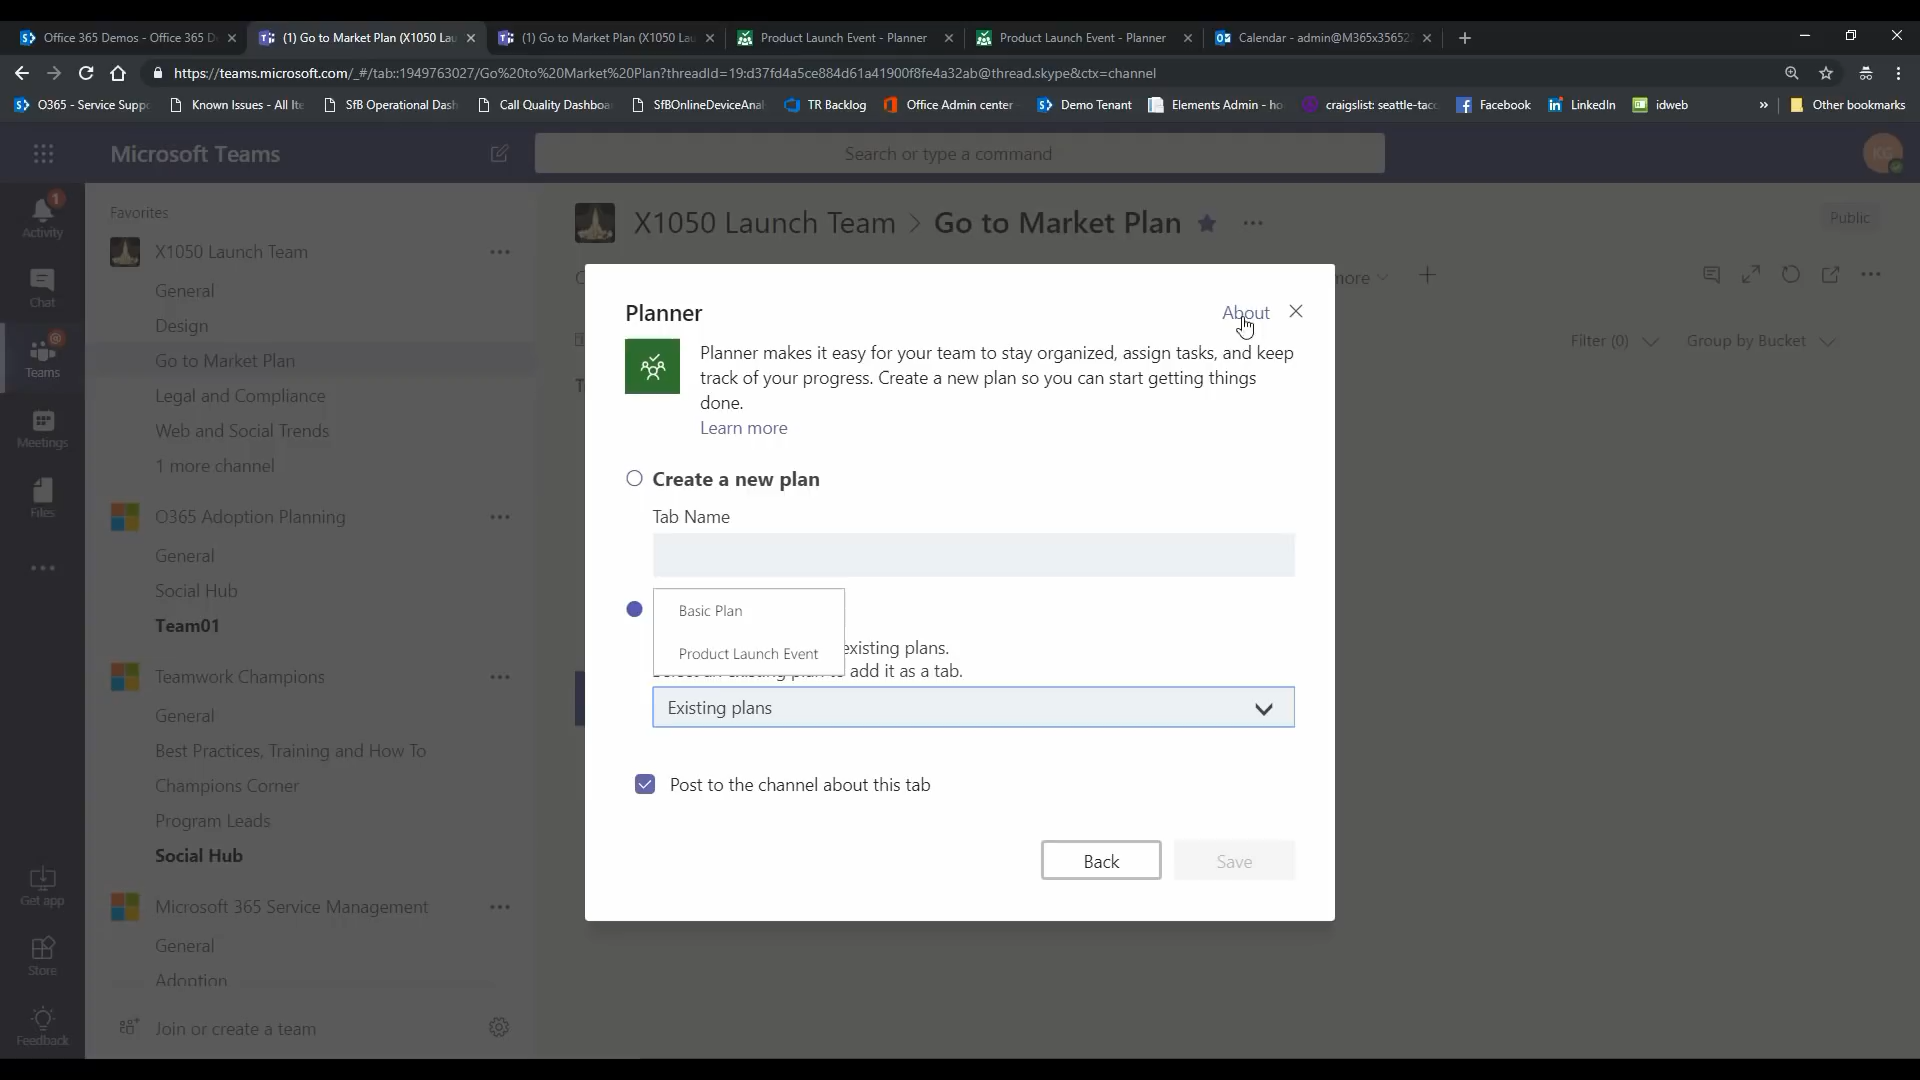 Office 365 Demos - Office 365 D
(1) Go to Market Plan (X1050 Lau
(1) Go to Market Plan (X1050 Lau
Product Launch Event - Planner
Product Launch Event - Planner
Calendar - admin@M365x35652
https://teams.microsoft.com/_#/tab::1949763027/Go%20to%20Market%20Plan?threadId=19:d37fd4a5ce884d61a41900f8fe4a32ab@thread.skype&ctx=channel
O365 - Service Suppo
Known Issues - All Ite
SfB Operational Dash
Call Quality Dashboa
SfBOnlineDeviceAnal
TR Backlog
Office Admin center
Demo Tenant
Elements Admin - ho
craigslist: seattle-tac
Facebook
LinkedIn
idweb
»
Other bookmarks
Microsoft Teams
Search or type a command
KG
1
Activity
Chat
Teams
Meetings
Files
Get app
Store
Feedback
Favorites
X1050 Launch Team
General
Design
Go to Market Plan
Legal and Compliance
Web and Social Trends
1 more channel
O365 Adoption Planning
General
Social Hub
Team01
Teamwork Champions
General
Best Practices, Training and How To
Champions Corner
Program Leads
Social Hub
Microsoft 365 Service Management
General
Adoption
Join or create a team
X1050 Launch Team > Go to Market Plan
Public
more
Filter (0)
Group by Bucket
Planner
About
Planner makes it easy for your team to stay organized, assign tasks, and keep
track of your progress. Create a new plan so you can start getting things
done.
Learn more
Create a new plan
Tab Name
Basic Plan
Product Launch Event
existing plans.
add it as a tab.
Existing plans
Post to the channel about this tab
Back
Save